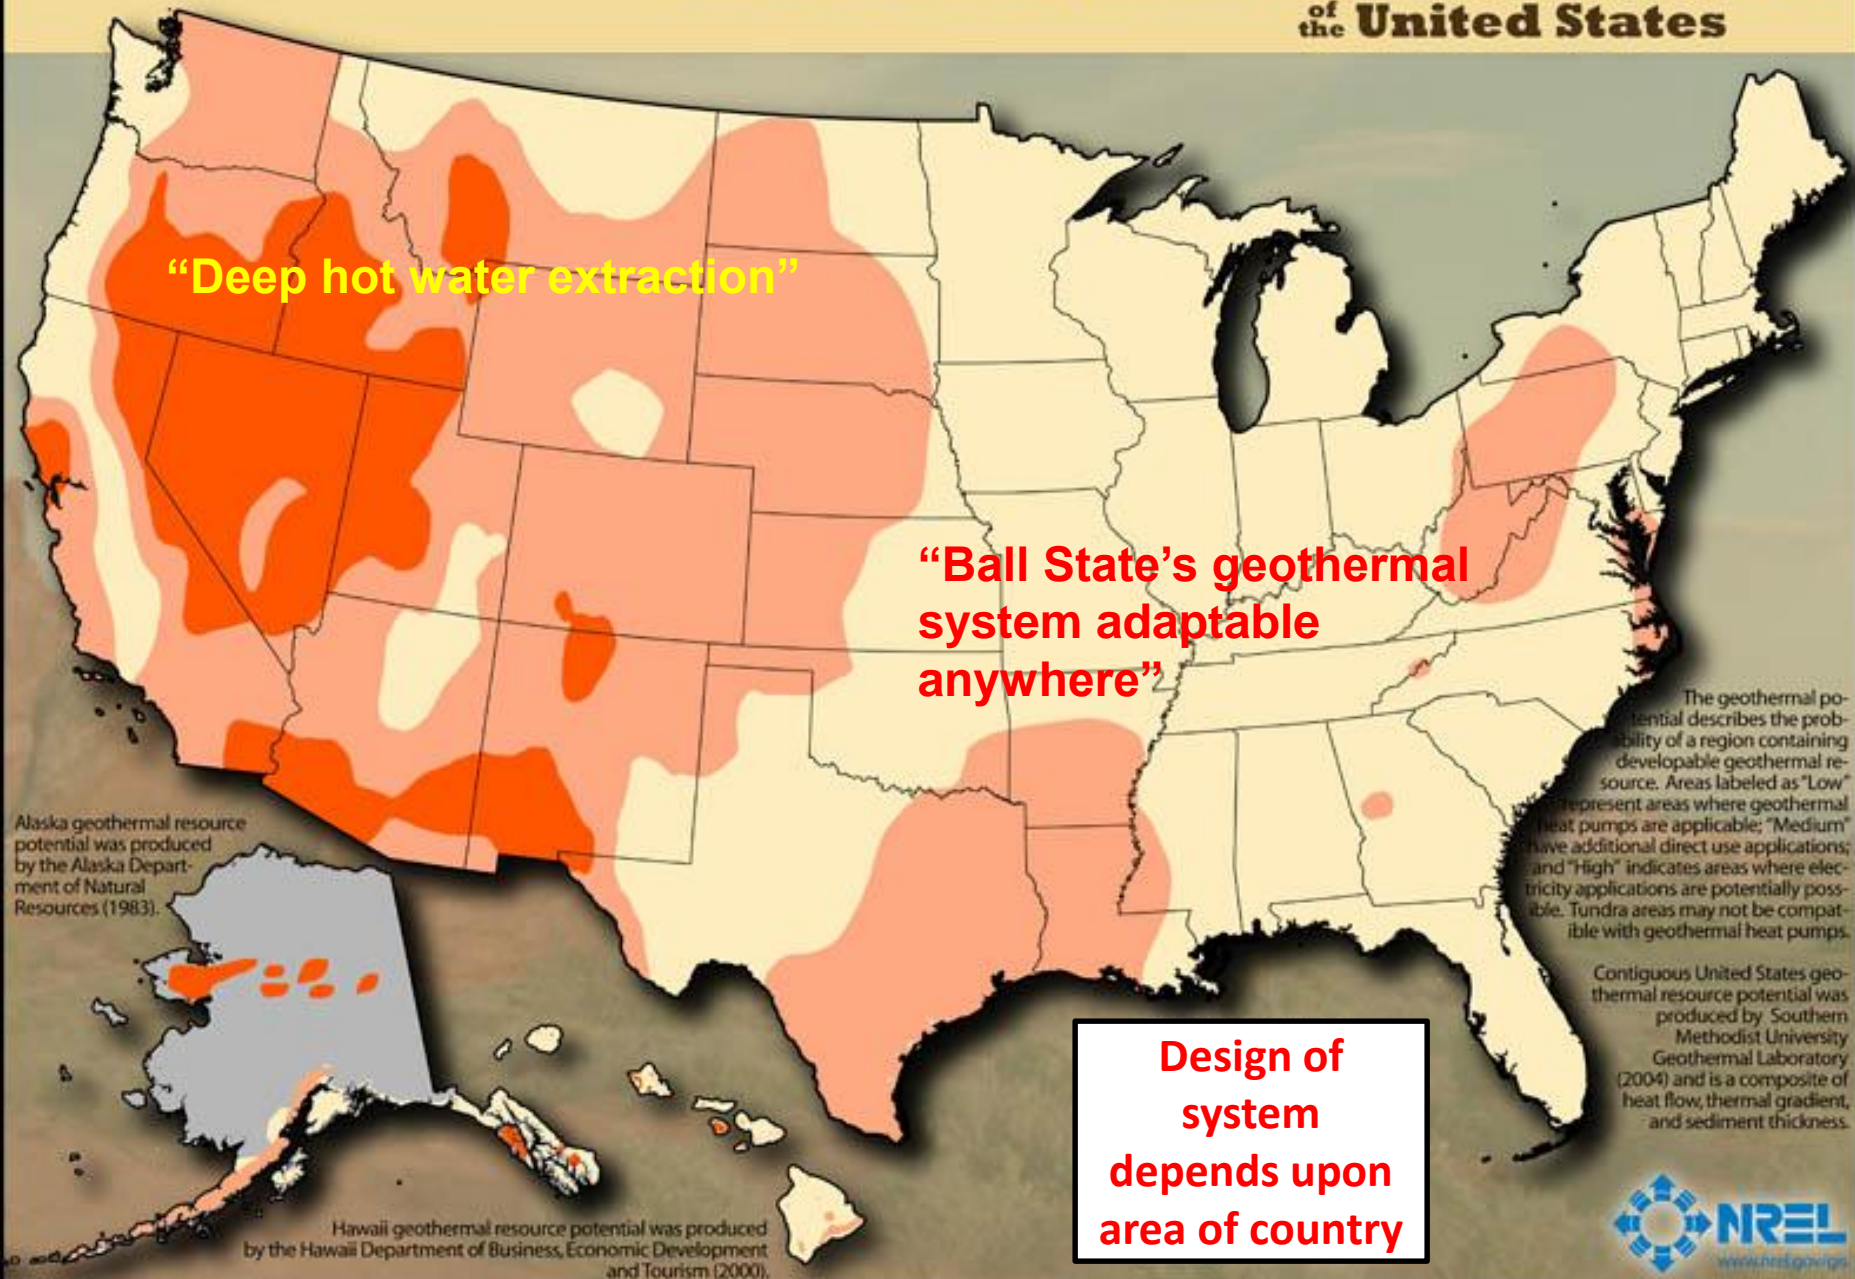 of the United States
“Deep hot water extraction”
“Ball State’s geothermal
system adaptable
anywhere”
The geothermal po-
tential describes the prob-
ability of a region containing
developable geothermal re-
source. Areas labeled as “Low”
represent areas where geothermal
heat pumps are applicable; “Medium”
have additional direct use applications;
and “High” indicates areas where elec-
tricity applications are potentially poss-
ible. Tundra areas may not be compat-
ible with geothermal heat pumps.
Contiguous United States geo-
thermal resource potential was
produced by Southern
Methodist University
Geothermal Laboratory
(2004) and is a composite of
heat flow, thermal gradient,
and sediment thickness.
Alaska geothermal resource
potential was produced
by the Alaska Depart-
ment of Natural
Resources (1983).
Hawaii geothermal resource potential was produced
by the Hawaii Department of Business, Economic Development
and Tourism (2000).
Design of
system
depends upon
area of country
NREL
www.nrel.gov/gis